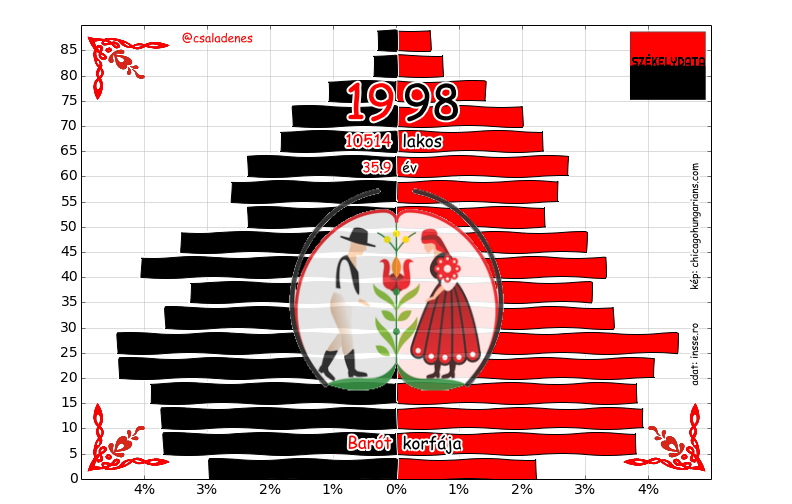 @csaladenes
SZÉKELYDATA
1998
10514 lakos
35.9 év
kép: chicagohungarians.com
adat: insse.ro
Barót korfája
85
80
75
70
65
60
55
50
45
40
35
30
25
20
15
10
5
0
4% 3% 2% 1% 0% 1% 2% 3% 4%